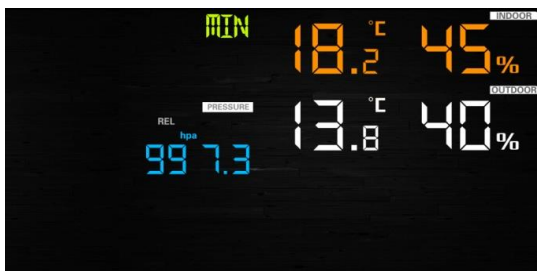 MIN
INDOOR
18.2 °C 45%
OUTDOOR
13.8 °C 40%
PRESSURE
REL
hpa
997.3